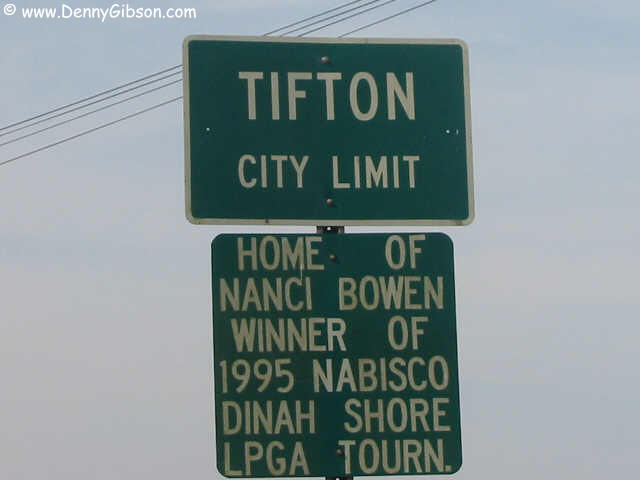 © www.DennyGibson.com
TIFTON
CITY LIMIT
HOME OF
NANCI BOWEN
WINNER OF
1995 NABISCO
DINAH SHORE
LPGA TOURN.